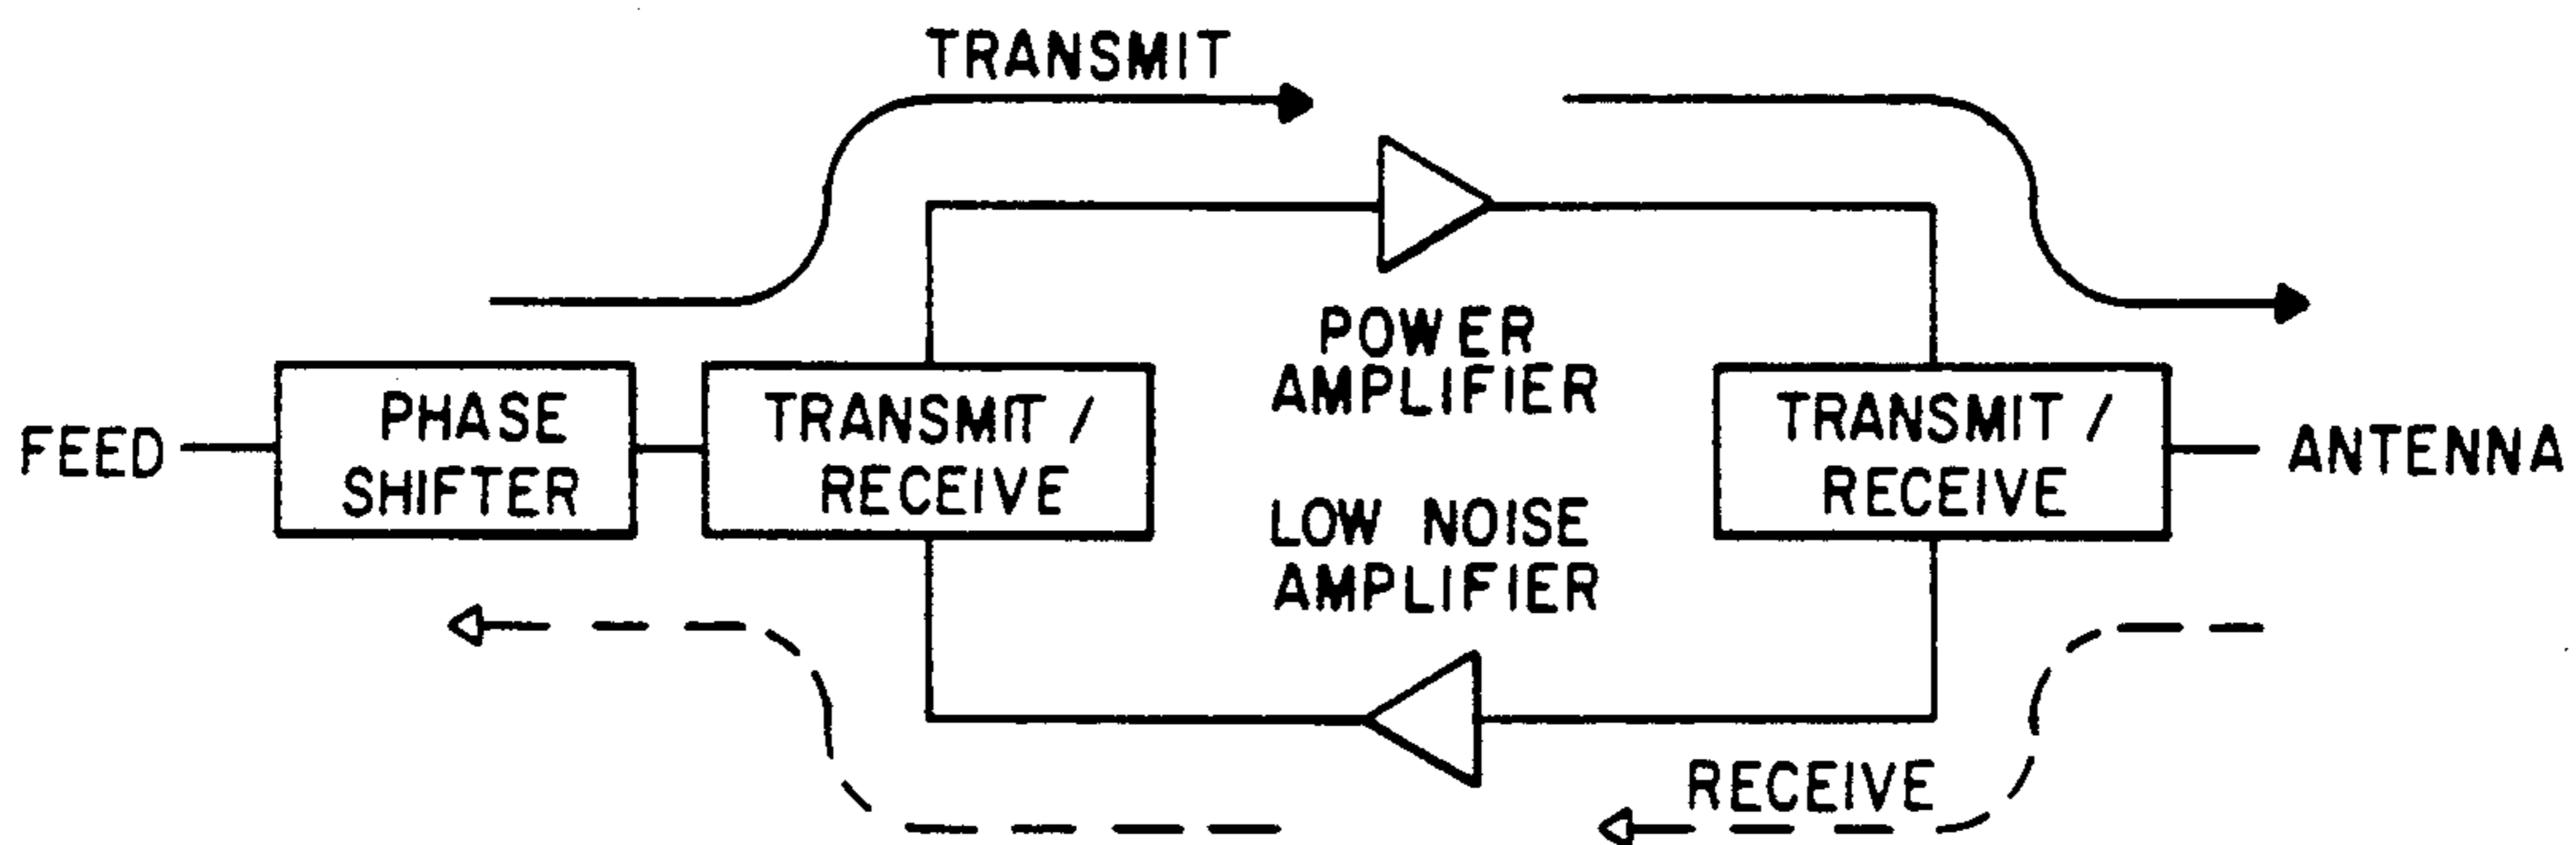 TRANSMIT
POWER
AMPLIFIER
FEED
PHASE
SHIFTER
TRANSMIT /
RECEIVE
TRANSMIT /
RECEIVE
ANTENNA
LOW NOISE
AMPLIFIER
RECEIVE